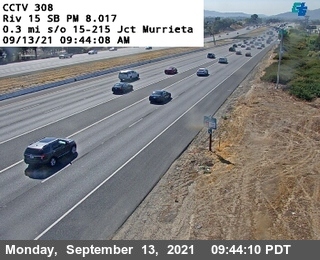 CCTV 308
Riv 15 SB PM 8.017
0.3 mi s/o 15-215 Jct Murrieta
09/13/21 09:44:08 AM
Monday, September 13, 2021 09:44:10 PDT